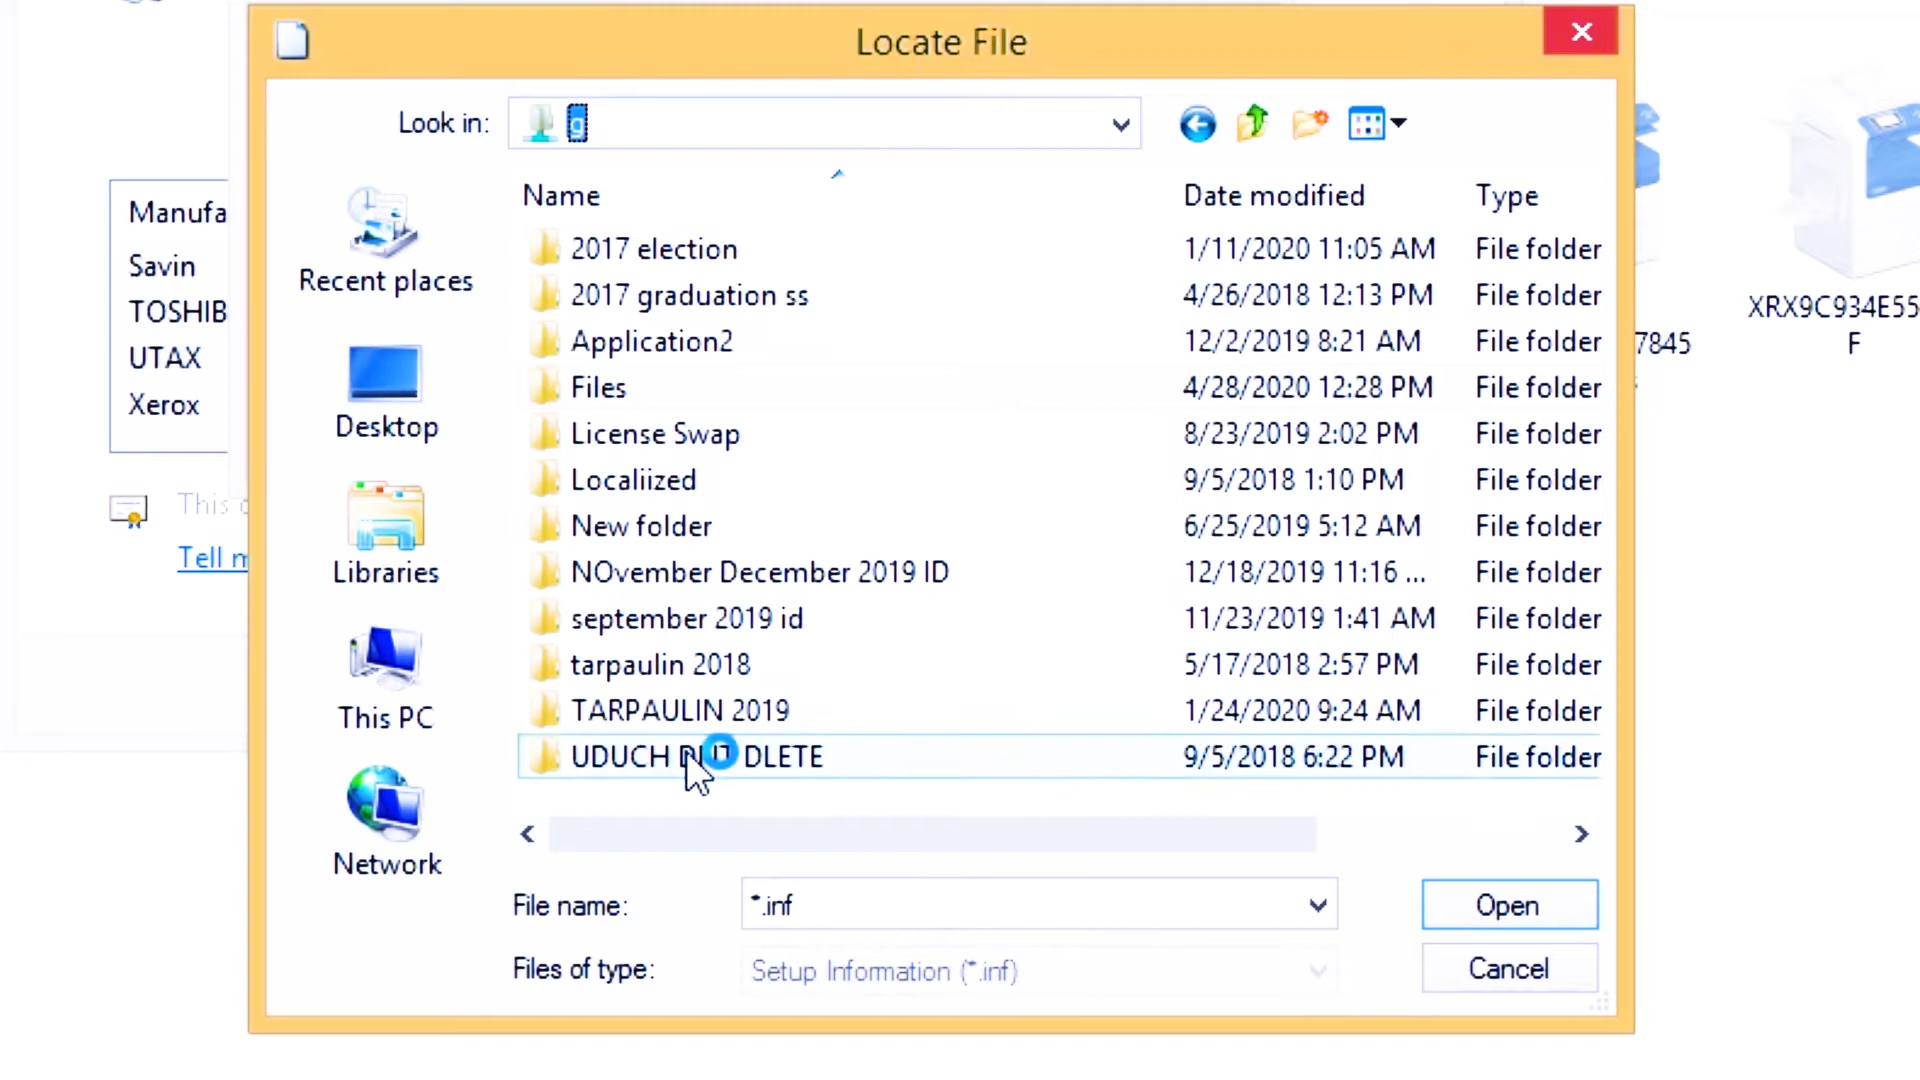 Locate File
Look in: g
Name Date modified Type
2017 election 1/11/2020 11:05 AM File folder
2017 graduation ss 4/26/2018 12:13 PM File folder
Application2 12/2/2019 8:21 AM File folder
Files 4/28/2020 12:28 PM File folder
License Swap 8/23/2019 2:02 PM File folder
Localiized 9/5/2018 1:10 PM File folder
New folder 6/25/2019 5:12 AM File folder
NOvember December 2019 ID 12/18/2019 11:16 ... File folder
september 2019 id 11/23/2019 1:41 AM File folder
tarpaulin 2018 5/17/2018 2:57 PM File folder
TARPAULIN 2019 1/24/2020 9:24 AM File folder
UDUCH DLETE 9/5/2018 6:22 PM File folder
Recent places
Desktop
Libraries
This PC
Network
File name: *.inf
Open
Files of type: Setup Information (*.inf)
Cancel
Manufa
Savin
TOSHIB
UTAX
Xerox
This
Tell
7845
XRX9C934E55
F